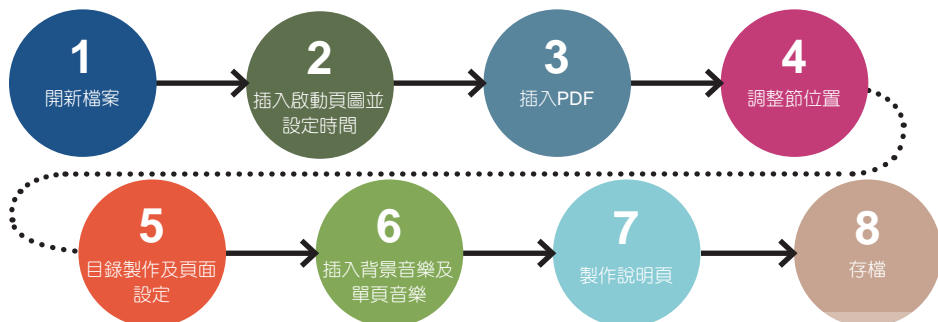 1
開新檔案
2
插入啟動頁圖並
設定時間
3
插入PDF
4
調整節位置
5
目錄製作及頁面
設定
6
插入背景音樂及
單頁音樂
7
製作說明頁
8
存檔